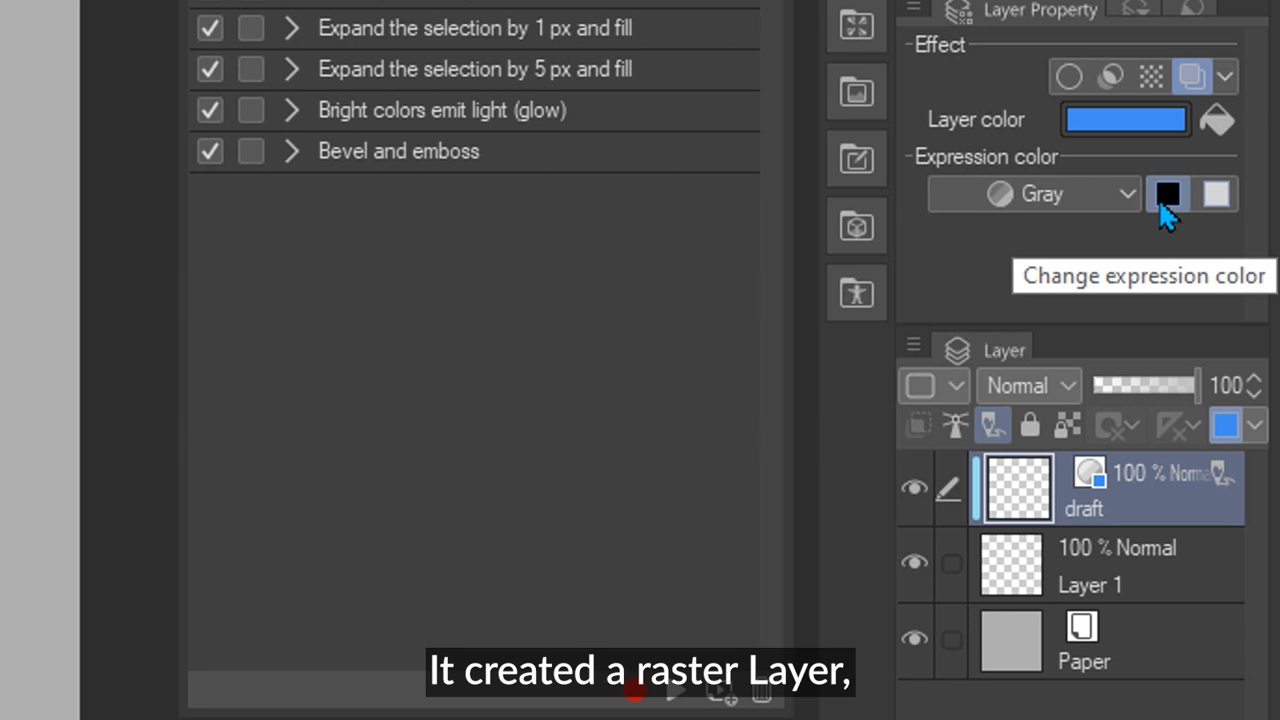 Expand the selection by 1 px and fill
Expand the selection by 5 px and fill
Bright colors emit light (glow)
Bevel and emboss
Layer Property
Effect
Layer color
Expression color
Gray
Change expression color
Layer
Normal
100
100 % Normal
draft
100 % Normal
Layer 1
Paper
It created a raster Layer,